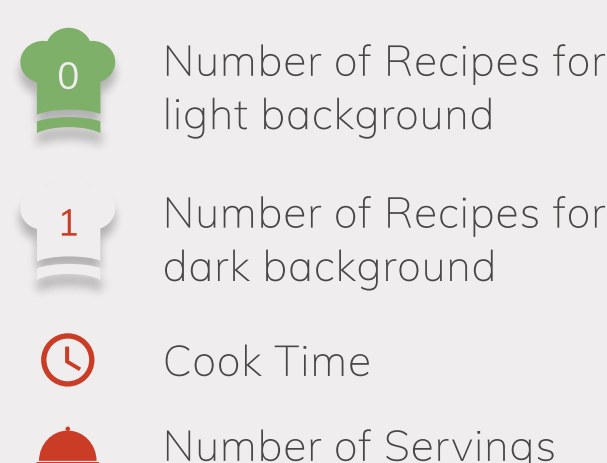 0
Number of Recipes for
light background
1
Number of Recipes for
dark background
Cook Time
Number of Servings